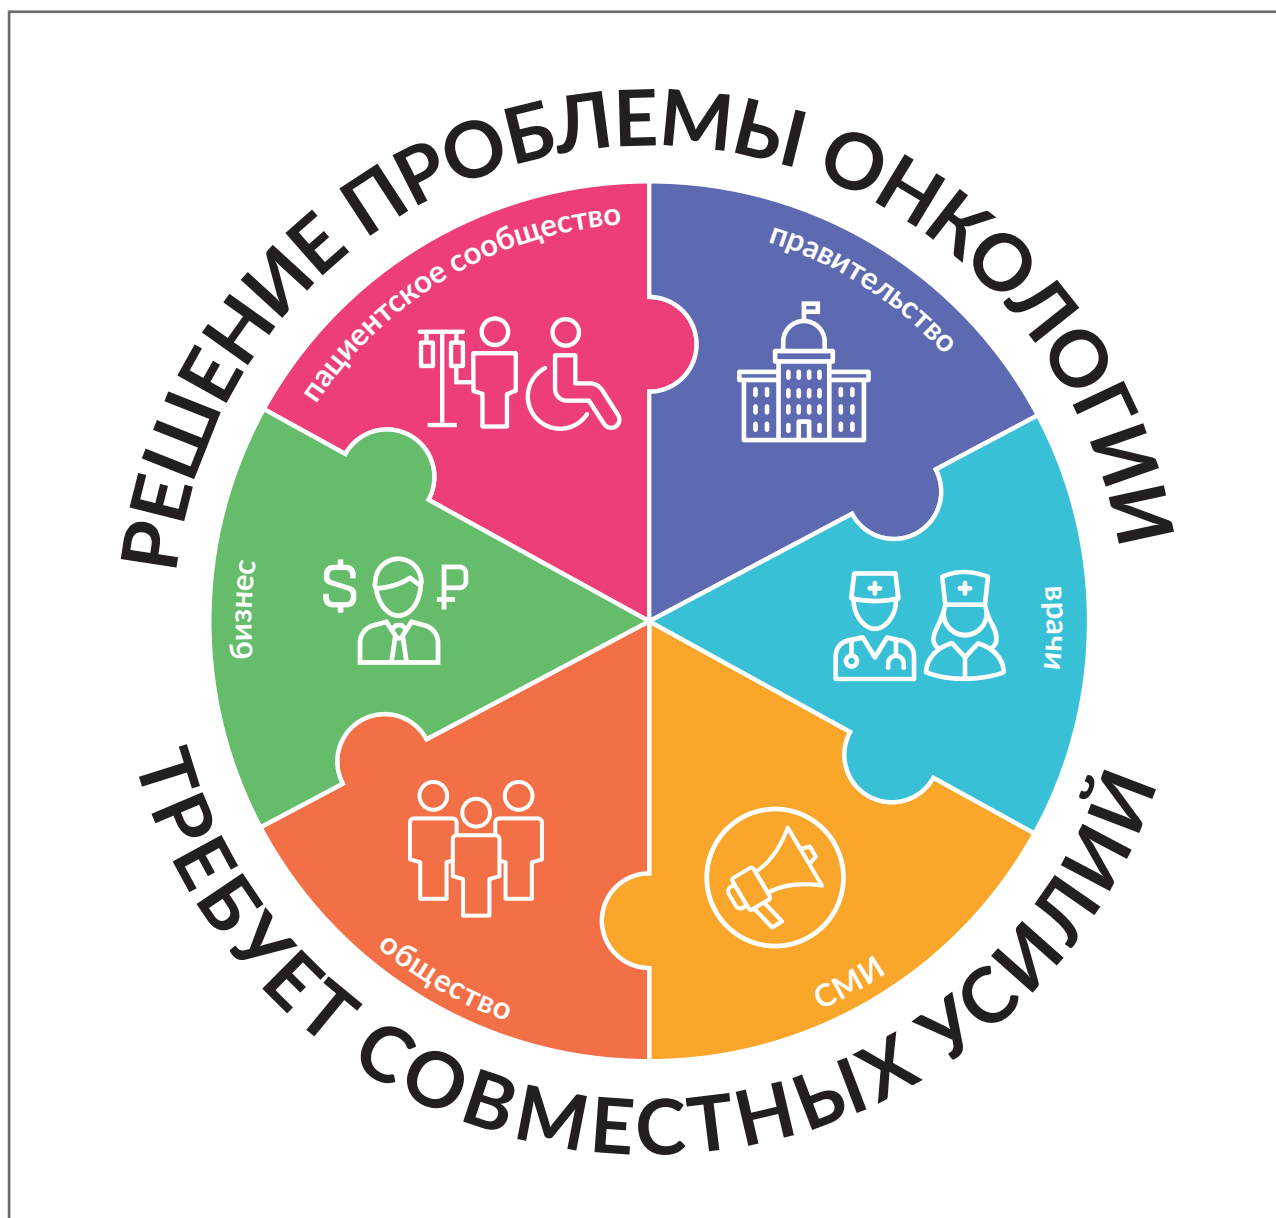 РЕШЕНИЕ ПРОБЛЕМЫ ОНКОЛОГИИ
пациентское сообщество
правительство
бизнес
врачи
общество
СМИ
ТРЕБУЕТ СОВМЕСТНЫХ УСИЛИЙ